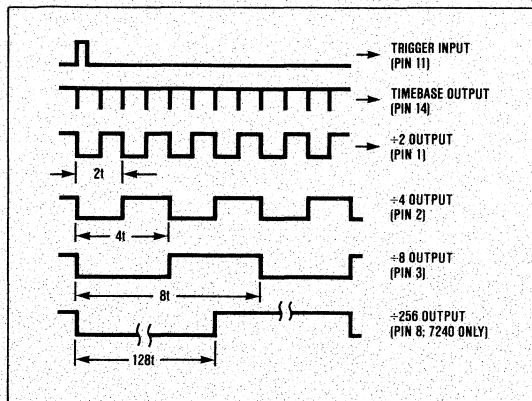 TRIGGER INPUT
(PIN 11)
TIMEBASE OUTPUT
(PIN 14)
÷2 OUTPUT
(PIN 1)
2t
÷4 OUTPUT
(PIN 2)
4t
÷8 OUTPUT
(PIN 3)
8t
÷256 OUTPUT
(PIN 8; 7240 ONLY)
128t